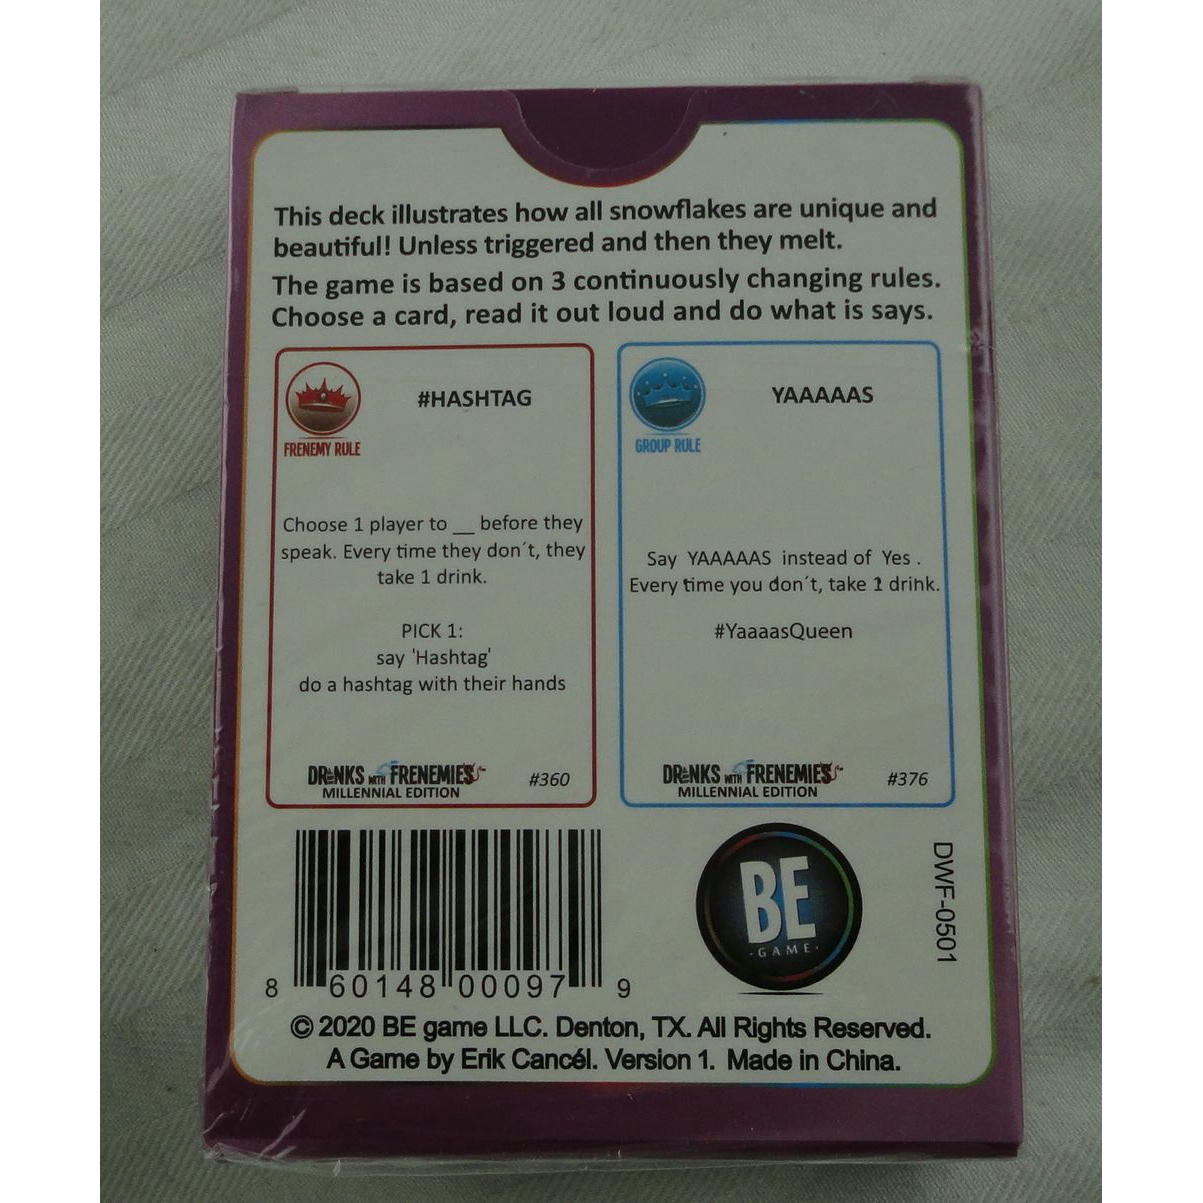 This deck illustrates how all snowflakes are unique and
beautiful! Unless triggered and then they melt.
The game is based on 3 continuously changing rules.
Choose a card, read it out loud and do what is says.
#HASHTAG
FRENEMY RULE
Choose 1 player to __ before they
speak. Every time they don´t, they
take 1 drink.
PICK 1:
say 'Hashtag'
do a hashtag with their hands
DRINKS WITH FRENEMIES
MILLENNIAL EDITION
#360
YAAAAAS
GROUP RULE
Say YAAAAAS instead of Yes .
Every time you don´t, take 1 drink.
#YaaaasQueen
DRINKS WITH FRENEMIES
MILLENNIAL EDITION
#376
8 60148 00097 9
BE
·GAME·
DWF-0501
© 2020 BE game LLC. Denton, TX. All Rights Reserved.
A Game by Erik Cancél. Version 1. Made in China.